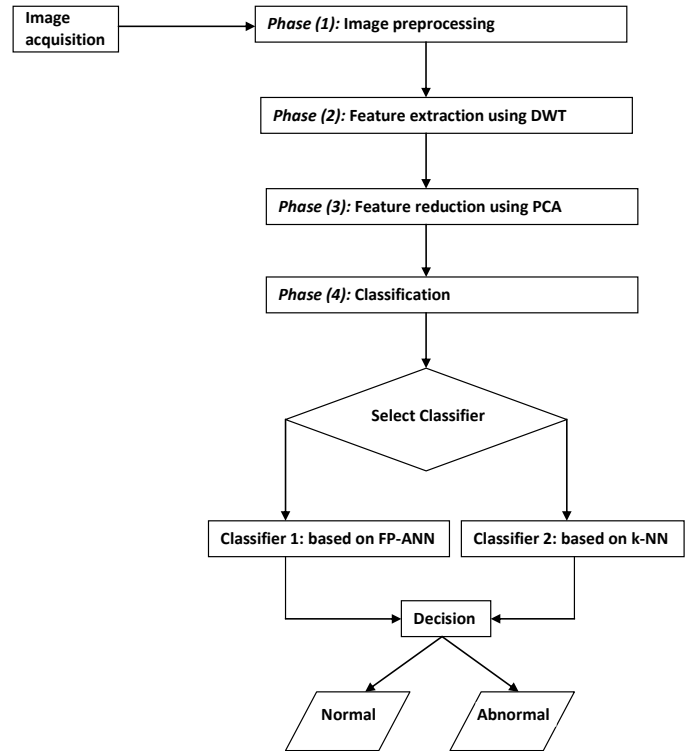 Image
acquisition
Phase (1): Image preprocessing
Phase (2): Feature extraction using DWT
Phase (3): Feature reduction using PCA
Phase (4): Classification
Select Classifier
Classifier 1: based on FP-ANN
Classifier 2: based on k-NN
Decision
Normal
Abnormal